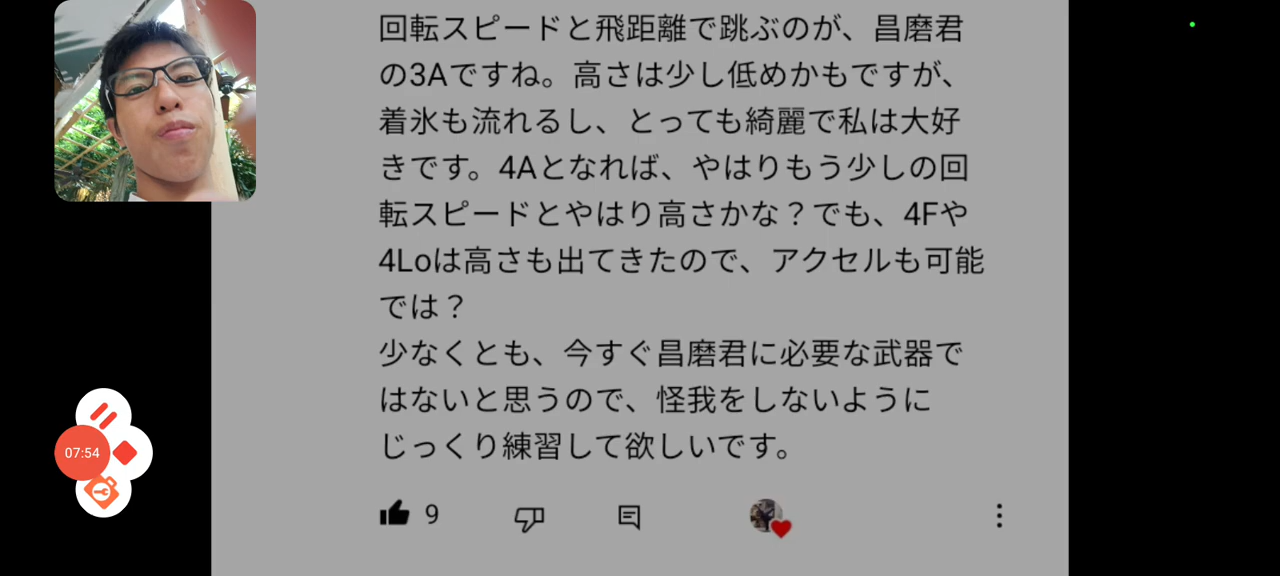 回転スピードと飛距離で跳ぶのが、昌磨君
の3Aですね。高さは少し低めかもですが、
着氷も流れるし、とっても綺麗で私は大好
きです。4Aとなれば、やはりもう少しの回
転スピードとやはり高さかな？でも、4Fや
4Loは高さも出てきたので、アクセルも可能
では？
少なくとも、今すぐ昌磨君に必要な武器で
はないと思うので、怪我をしないように
じっくり練習して欲しいです。
07:54
9